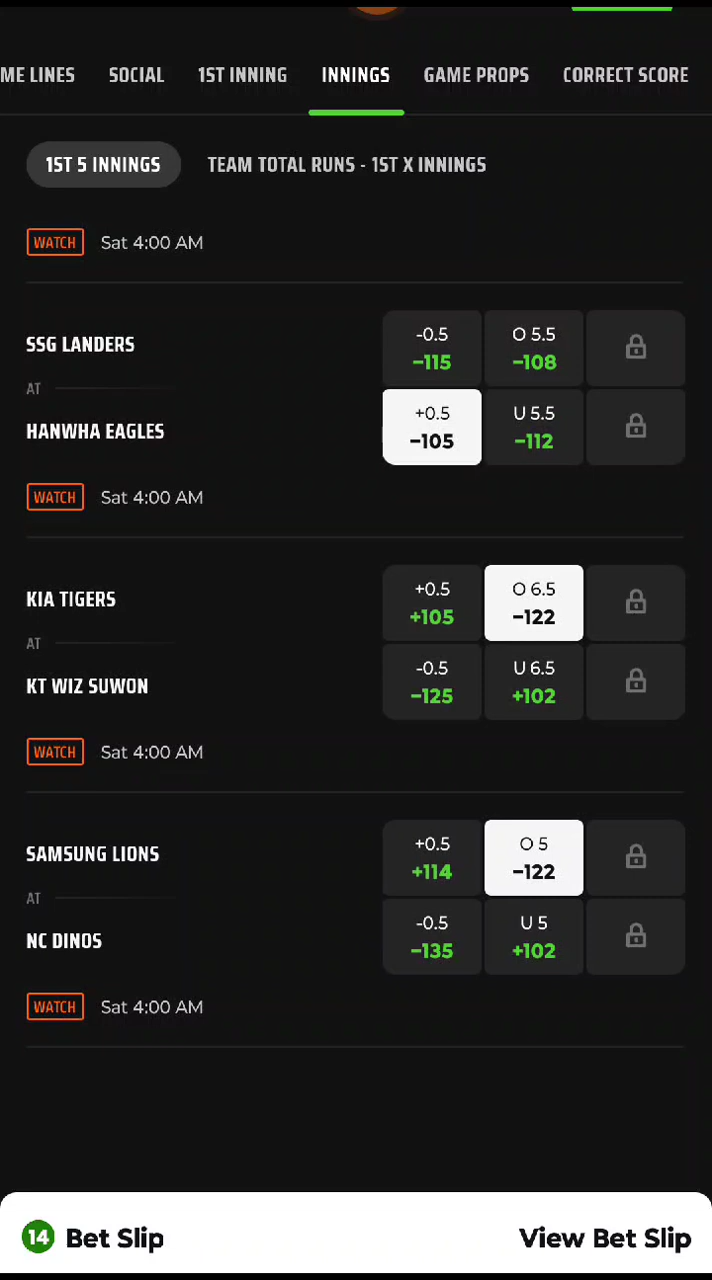 ME LINES SOCIAL 1ST INNING INNINGS GAME PROPS CORRECT SCORE
1ST 5 INNINGS TEAM TOTAL RUNS - 1ST X INNINGS
WATCH Sat 4:00 AM
-0.5 O 5.5
SSG LANDERS
−115 −108
AT
+0.5 U 5.5
HANWHA EAGLES
−105 −112
WATCH Sat 4:00 AM
+0.5 O 6.5
KIA TIGERS
+105 −122
AT
-0.5 U 6.5
KT WIZ SUWON
−125 +102
WATCH Sat 4:00 AM
+0.5 O 5
SAMSUNG LIONS
+114 −122
AT
-0.5 U 5
NC DINOS
−135 +102
WATCH Sat 4:00 AM
14 Bet Slip View Bet Slip